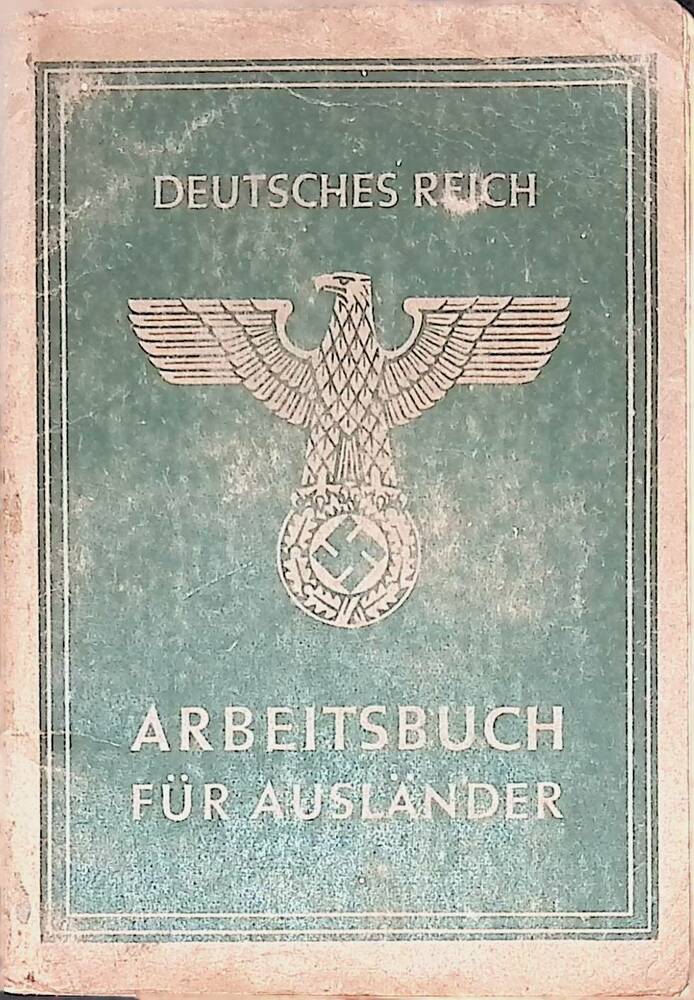 DEUTSCHES REICH
ARBEITSBUCH
FÜR AUSLÄNDER